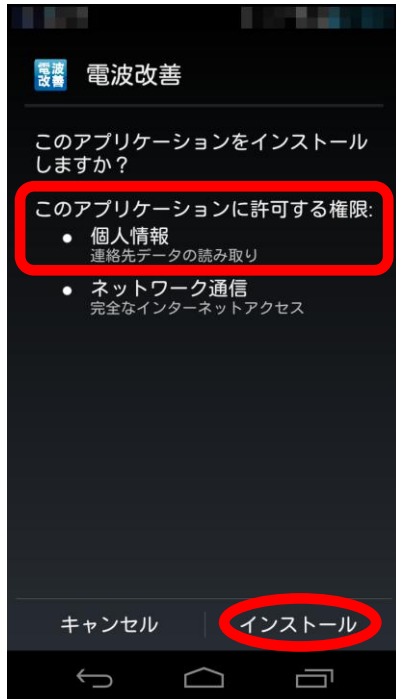 電波
改善
電波改善
このアプリケーションをインストール
しますか？
このアプリケーションに許可する権限:
● 個人情報
連絡先データの読み取り
● ネットワーク通信
完全なインターネットアクセス
キャンセル
インストール